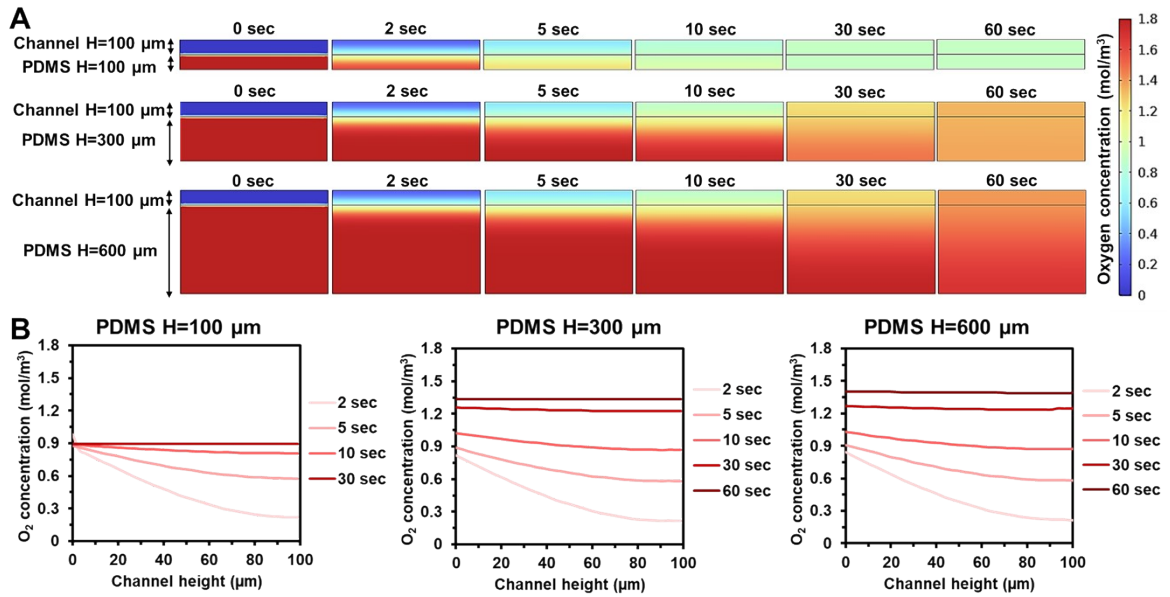 A
0 sec 2 sec 5 sec 10 sec 30 sec 60 sec
Channel H=100 µm
PDMS H=100 µm
0 sec 2 sec 5 sec 10 sec 30 sec 60 sec
Channel H=100 µm
PDMS H=300 µm
0 sec 2 sec 5 sec 10 sec 30 sec 60 sec
Channel H=100 µm
PDMS H=600 µm
Oxygen concentration (mol/m³)
1.8
1.6
1.4
1.2
1
0.8
0.6
0.4
0.2
0
B
PDMS H=100 µm
O₂ concentration (mol/m³)
1.8
1.5
1.2
0.9
0.6
0.3
0
0 20 40 60 80 100
Channel height (µm)
2 sec
5 sec
10 sec
30 sec
PDMS H=300 µm
O₂ concentration (mol/m³)
1.8
1.5
1.2
0.9
0.6
0.3
0
0 20 40 60 80 100
Channel height (µm)
2 sec
5 sec
10 sec
30 sec
60 sec
PDMS H=600 µm
O₂ concentration (mol/m³)
1.8
1.5
1.2
0.9
0.6
0.3
0
0 20 40 60 80 100
Channel height (µm)
2 sec
5 sec
10 sec
30 sec
60 sec